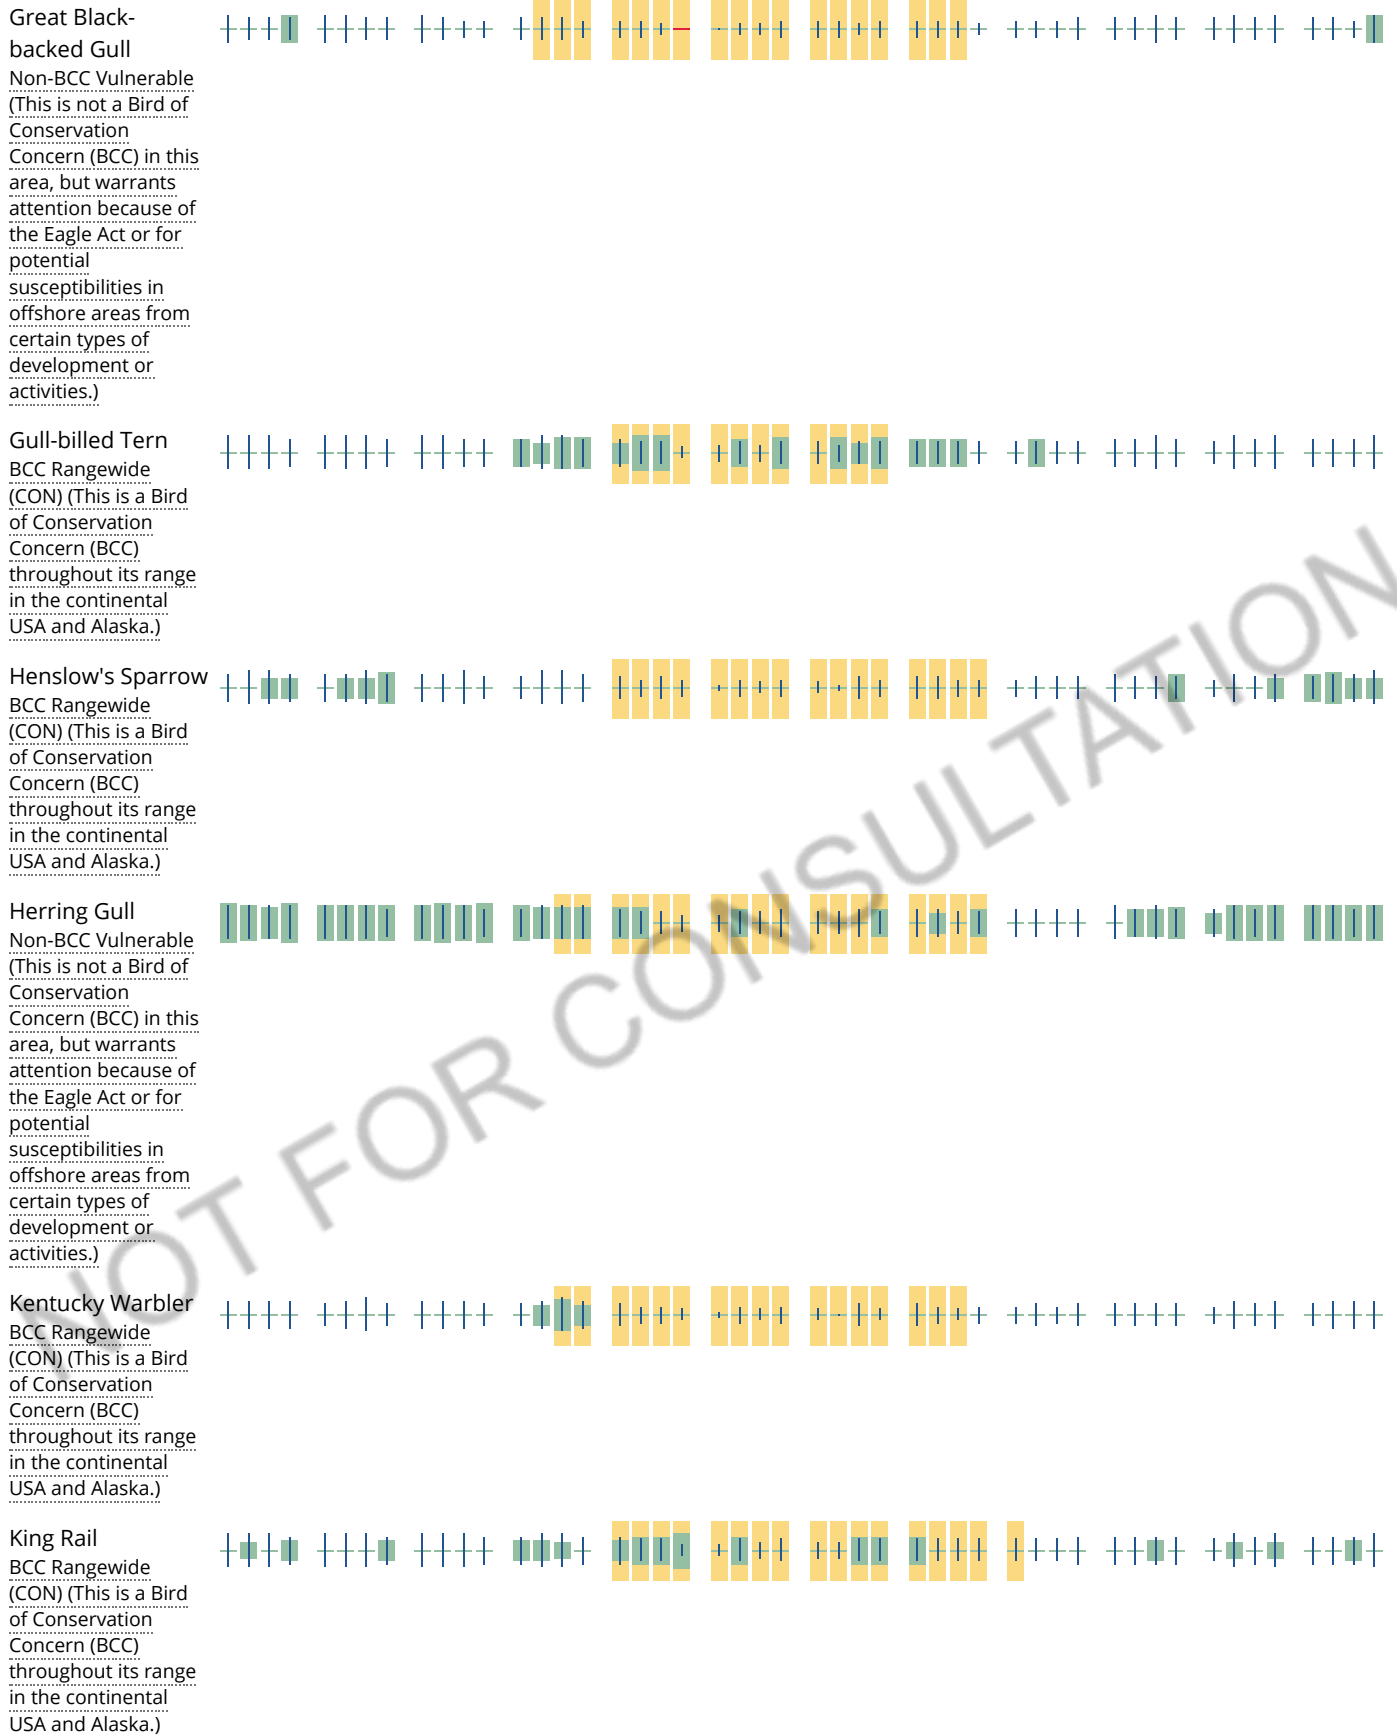 Great Black-
backed Gull
Non-BCC Vulnerable
(This is not a Bird of
Conservation
Concern (BCC) in this
area, but warrants
attention because of
the Eagle Act or for
potential
susceptibilities in
offshore areas from
certain types of
development or
activities.)
Gull-billed Tern
BCC Rangewide
(CON) (This is a Bird
of Conservation
Concern (BCC)
throughout its range
in the continental
USA and Alaska.)
Henslow's Sparrow
BCC Rangewide
(CON) (This is a Bird
of Conservation
Concern (BCC)
throughout its range
in the continental
USA and Alaska.)
Herring Gull
Non-BCC Vulnerable
(This is not a Bird of
Conservation
Concern (BCC) in this
area, but warrants
attention because of
the Eagle Act or for
potential
susceptibilities in
offshore areas from
certain types of
development or
activities.)
Kentucky Warbler
BCC Rangewide
(CON) (This is a Bird
of Conservation
Concern (BCC)
throughout its range
in the continental
USA and Alaska.)
King Rail
BCC Rangewide
(CON) (This is a Bird
of Conservation
Concern (BCC)
throughout its range
in the continental
USA and Alaska.)
NOT FOR CONSULTATION